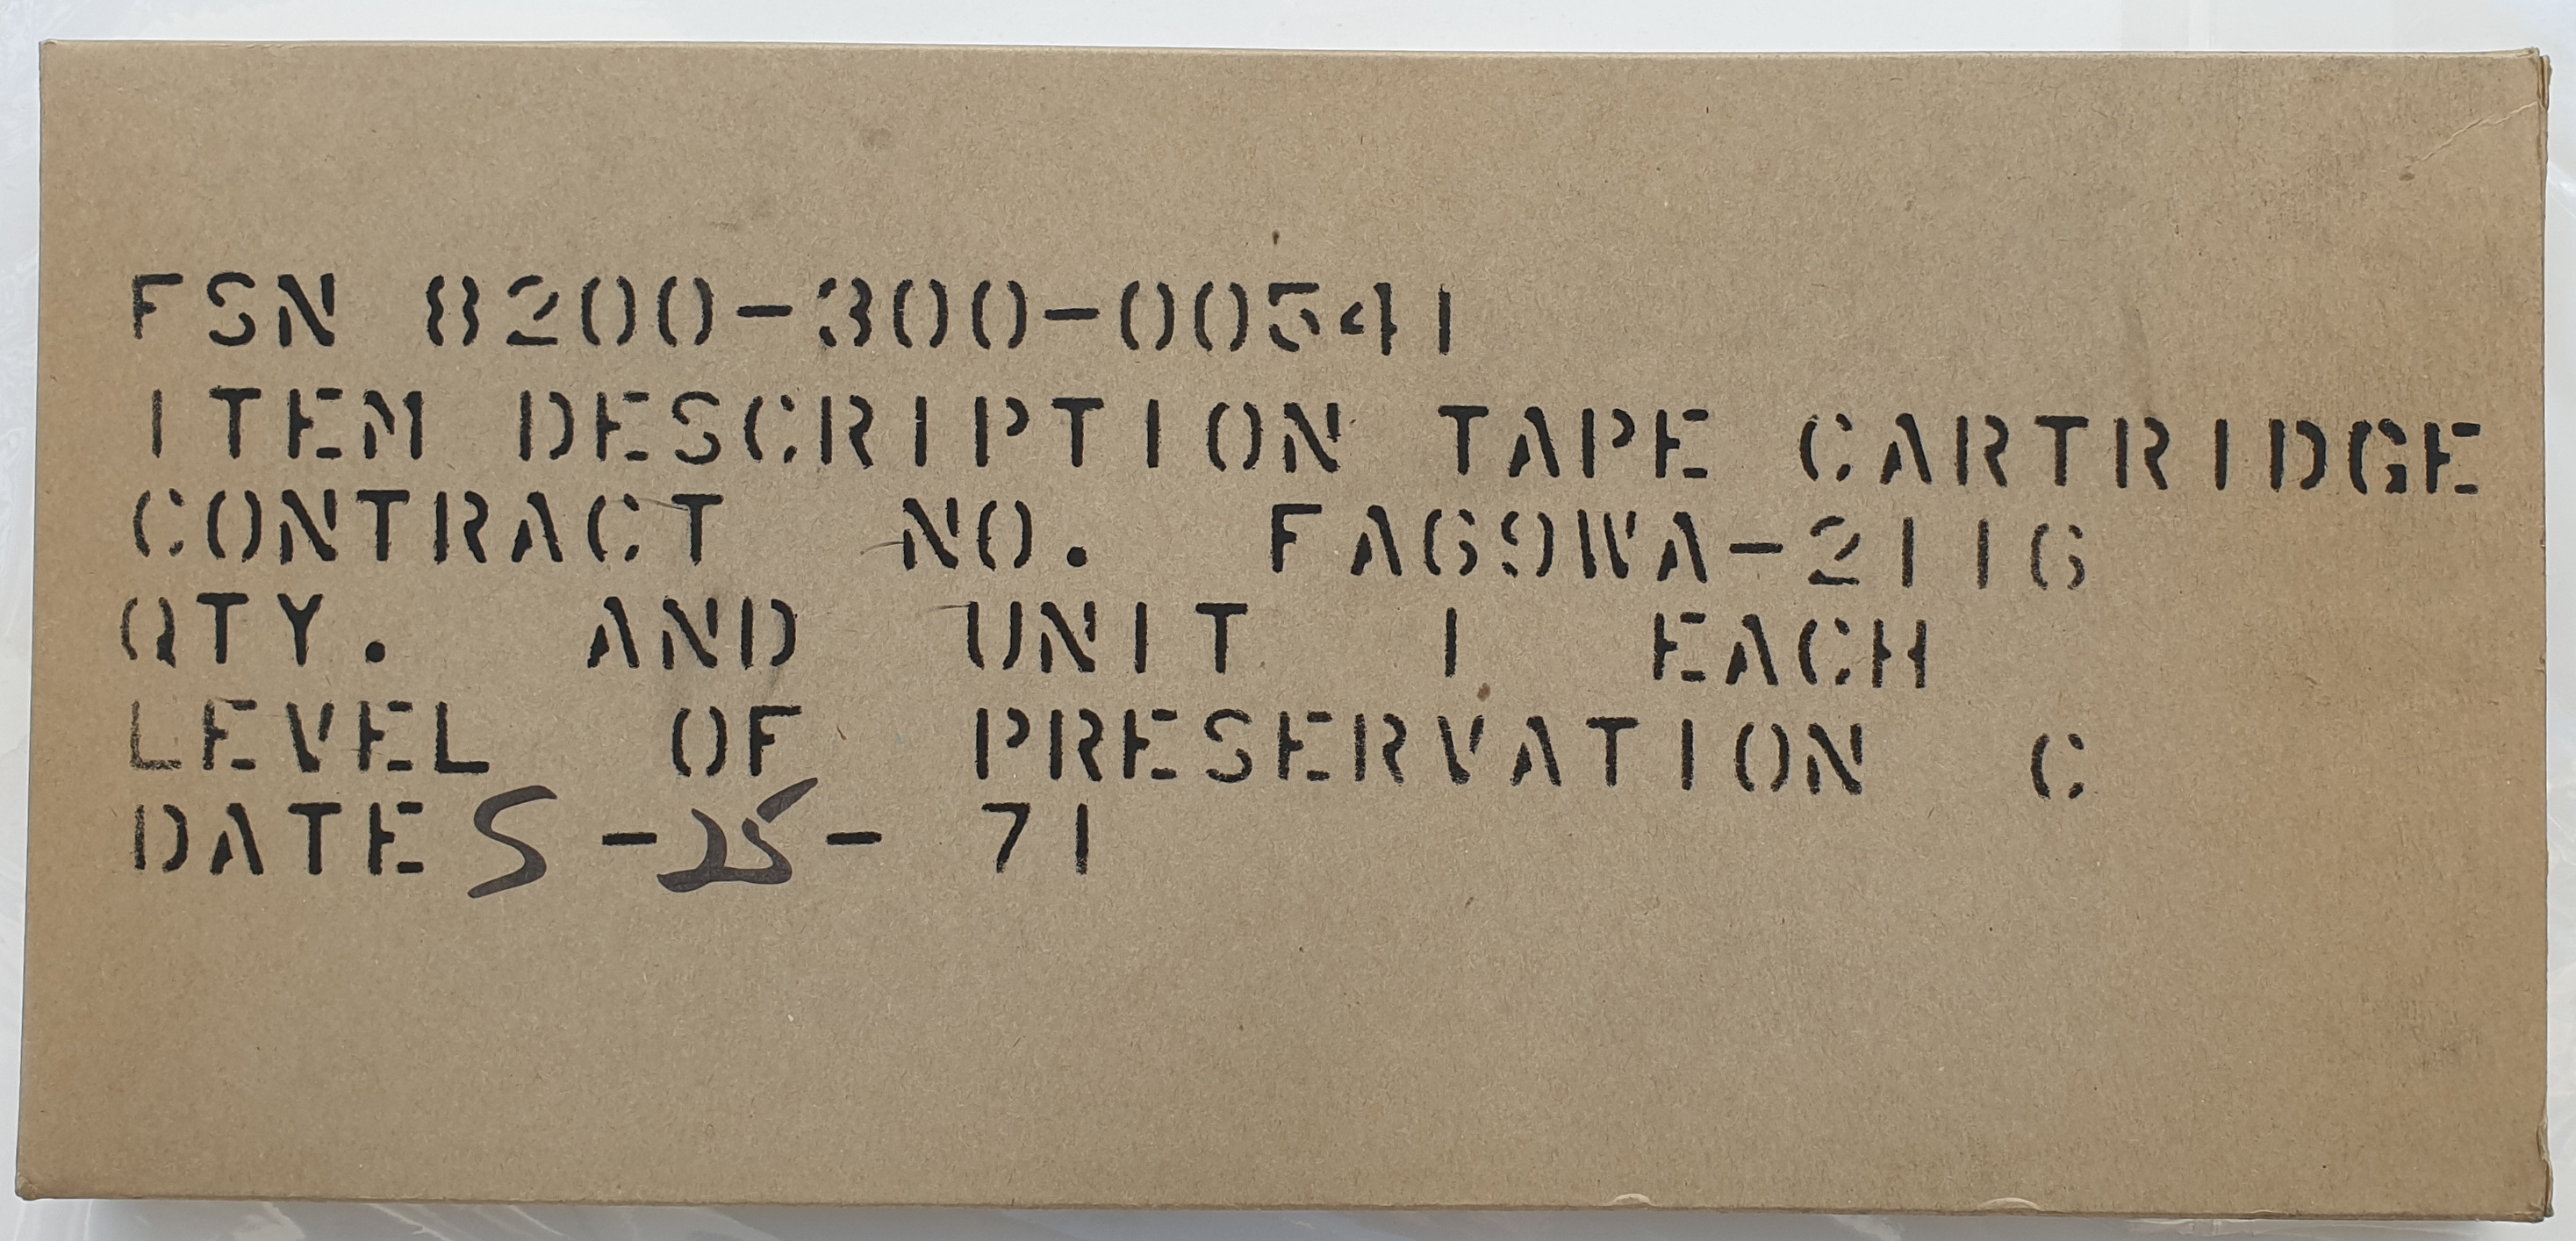 FSN 8200-300-00541
ITEM DESCRIPTION TAPE CARTRIDGE
CONTRACT NO. FA69WA-2116
QTY. AND UNIT 1 EACH
LEVEL OF PRESERVATION C
DATE 5-25-71